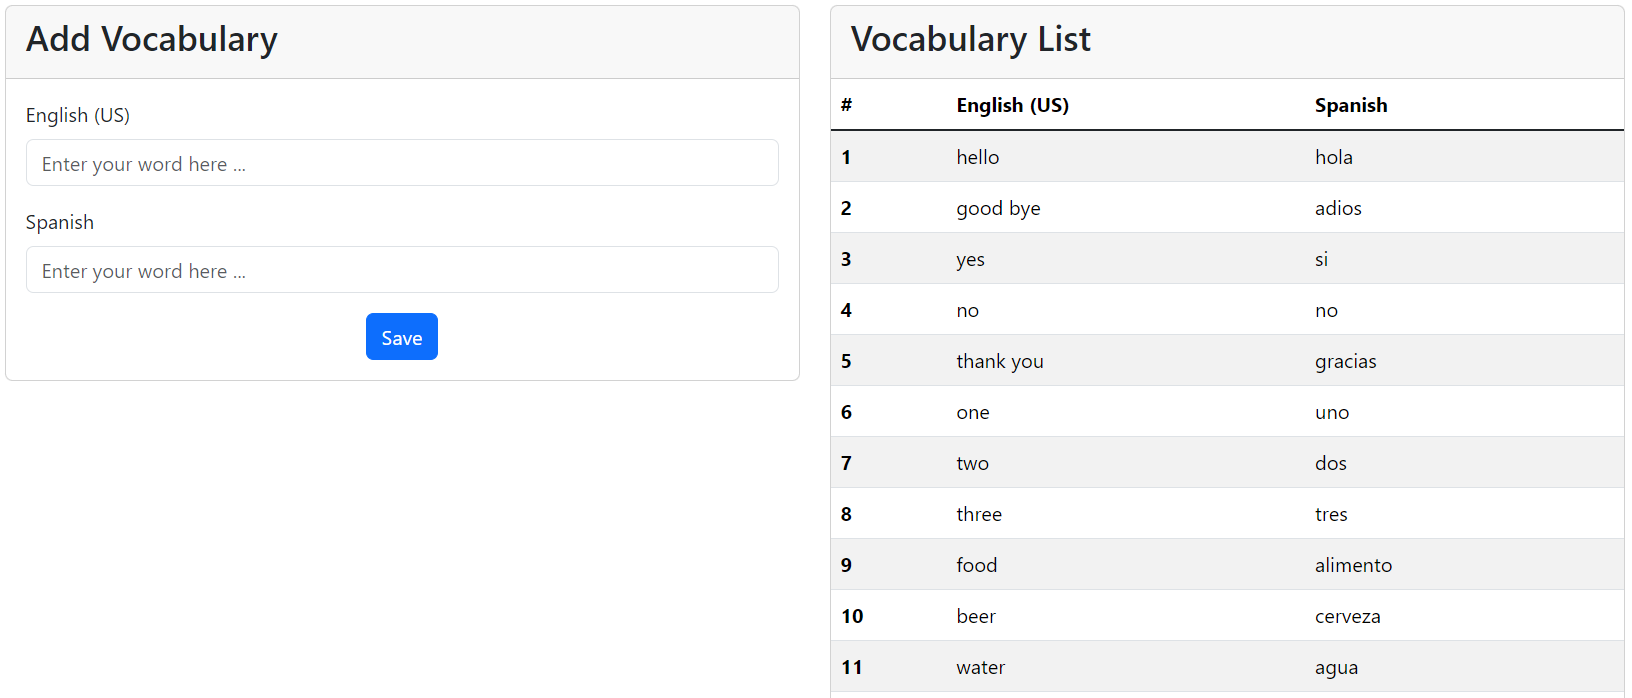 Add Vocabulary
English (US)
Enter your word here ...
Spanish
Enter your word here ...
Save
Vocabulary List
# English (US) Spanish
1 hello hola
2 good bye adios
3 yes si
4 no no
5 thank you gracias
6 one uno
7 two dos
8 three tres
9 food alimento
10 beer cerveza
11 water agua